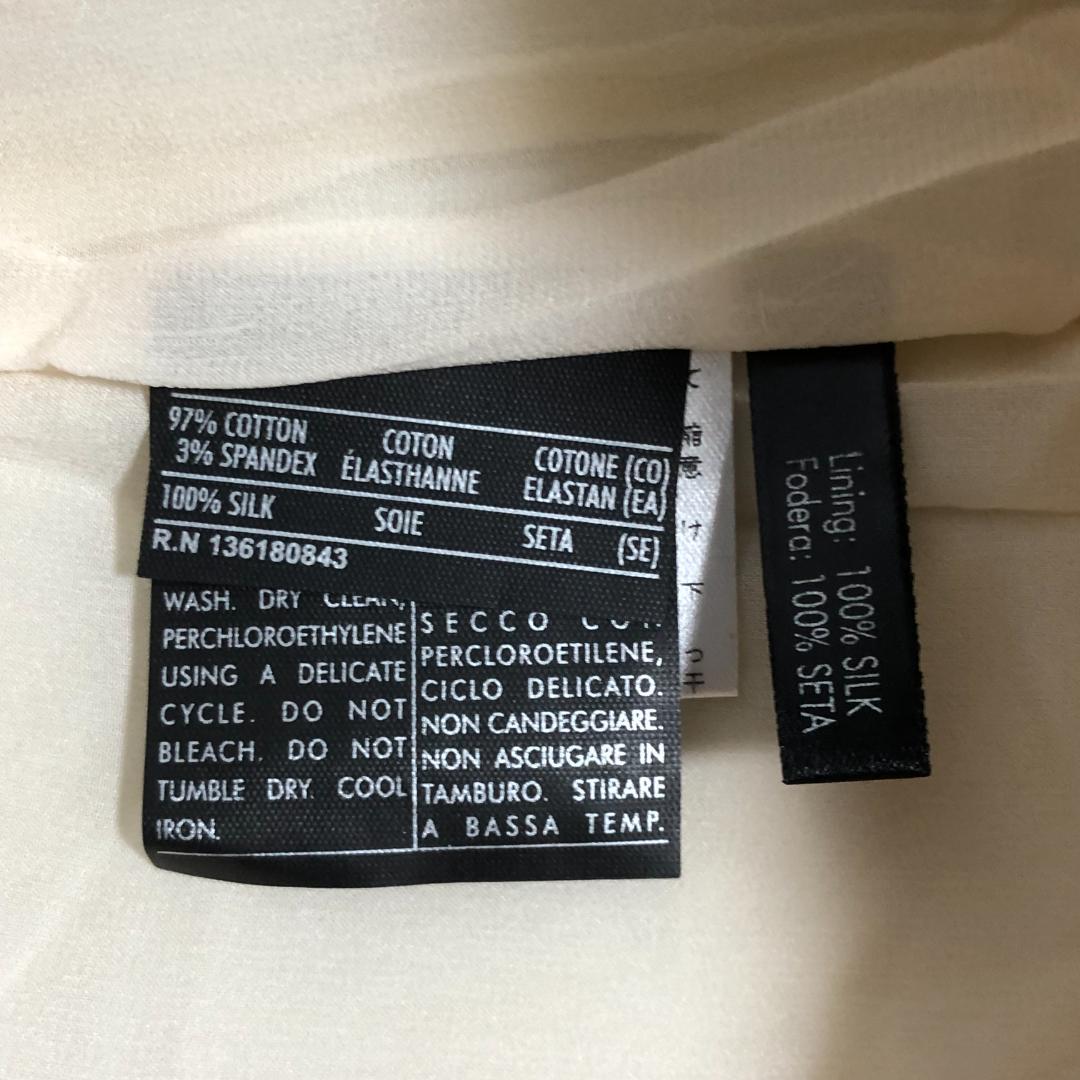 97% COTTON COTON COTONE (CO)
3% SPANDEX ÉLASTHANNE ELASTAN (EA)
100% SILK SOIE SETA (SE)
R.N 136180843
WASH. DRY CLEAN,
PERCHLOROETHYLENE
USING A DELICATE
CYCLE. DO NOT
BLEACH. DO NOT
TUMBLE DRY. COOL
IRON.
SECCO
PERCLOROETILENE,
CICLO DELICATO.
NON CANDEGGIARE.
NON ASCIUGARE IN
TAMBURO. STIRARE
A BASSA TEMP.
Lining: 100% SILK
Fodera: 100% SETA